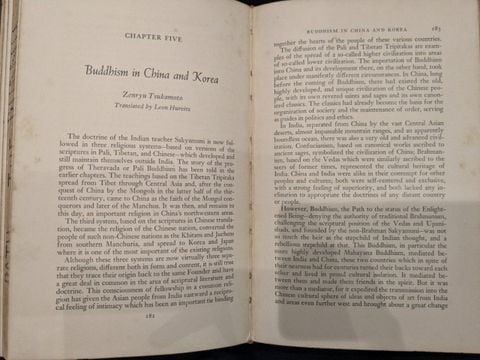 CHAPTER FIVE
Buddhism in China and Korea
Zenryu Tsukamoto
Translated by Leon Hurvitz
The doctrine of the Indian teacher Sakyamuni is now fol-
lowed in three religious systems—based on versions of the
scriptures in Pali, Tibetan, and Chinese—which developed and
still maintain themselves outside India. The story of the pro-
gress of Theravada or Pali Buddhism has been told in the
earlier chapters. The teachings based on the Tibetan Tripitaka
spread from Tibet through Central Asia, and after the con-
quest of China by the Mongols in the latter half of the thir-
teenth century, came to China as the faith of the Mongol con-
querors and later of the Manchus. It was then, and remains to
this day, an important religion in China's northwestern area.
The third system, based on the scriptures in Chinese transla-
tion, became the religion of the Chinese nation, converted the
people of such non-Chinese nations as the Khitans and Juchens
from southern Manchuria, and spread to Korea and Japan
where it is one of the most important of the existing religions.
Although these three systems are now virtually three sepa-
rate religions, different in both form and content, it is still true
that they trace their origin back to the same Founder and have
a great deal in common in the area of scriptural literature and
doctrine. This consciousness of fellowship in a common reli-
gion has given the Asian people from India eastward a recipro-
cal feeling of intimacy which has been an important tie binding
182
BUDDHISM IN CHINA AND KOREA 183
together the hearts of the people of these various countries.
The diffusion of the Pali and Tibetan Tripitakas are exam-
ples of the spread of a so-called higher civilization into areas
of so-called lower civilization. The importation of Buddhism
into China and its development there, on the other hand, took
place under manifestly different circumstances. In China, long
before the coming of Buddhism, there had existed the old,
highly developed, and unique civilization of the Chinese peo-
ple, with its own revered saints and sages and its own canon-
ical classics. The classics had already become the basis for the
organization of society and the maintenance of order, serving
as guides in politics and ethics.
In India, separated from China by the vast Central Asian
deserts, almost impassable mountain ranges, and an apparently
boundless ocean, there was also a very old and advanced civil-
ization. Confucianism, based on canonical works ascribed to
ancient sages, symbolized the civilization of China, Brahman-
ism, based on the Vedas which were similarly ascribed to the
seers of former times, represented the cultural heritage of
India. China and India were alike in their contempt for other
peoples and cultures; both were self-centered and exclusive,
with a strong feeling of superiority, and both lacked any in-
clination to appropriate the doctrines of any distant country
or people.
However, Buddhism, the Path to the status of the Enlight-
ened Being—denying the authority of traditional Brahmanism,
challenging the scriptural position of the Vedas and Upani-
shads, and founded by the non-Brahman Sakyamuni—was not
so much the heir as the stepchild of Indian thought, and a
rebellious stepchild at that. This Buddhism, in particular the
more highly developed Mahayana Buddhism, mediated be-
tween India and China, these two countries which in spite of
their nearness had for centuries turned their backs toward each
other and lived in proud cultural isolation. It mediated be-
tween them and made them friends in the spirit. But it was
more than a mediator, for it expedited the transmission into the
Chinese cultural sphere of ideas and objects of art from India
and areas even further west and brought about a great change